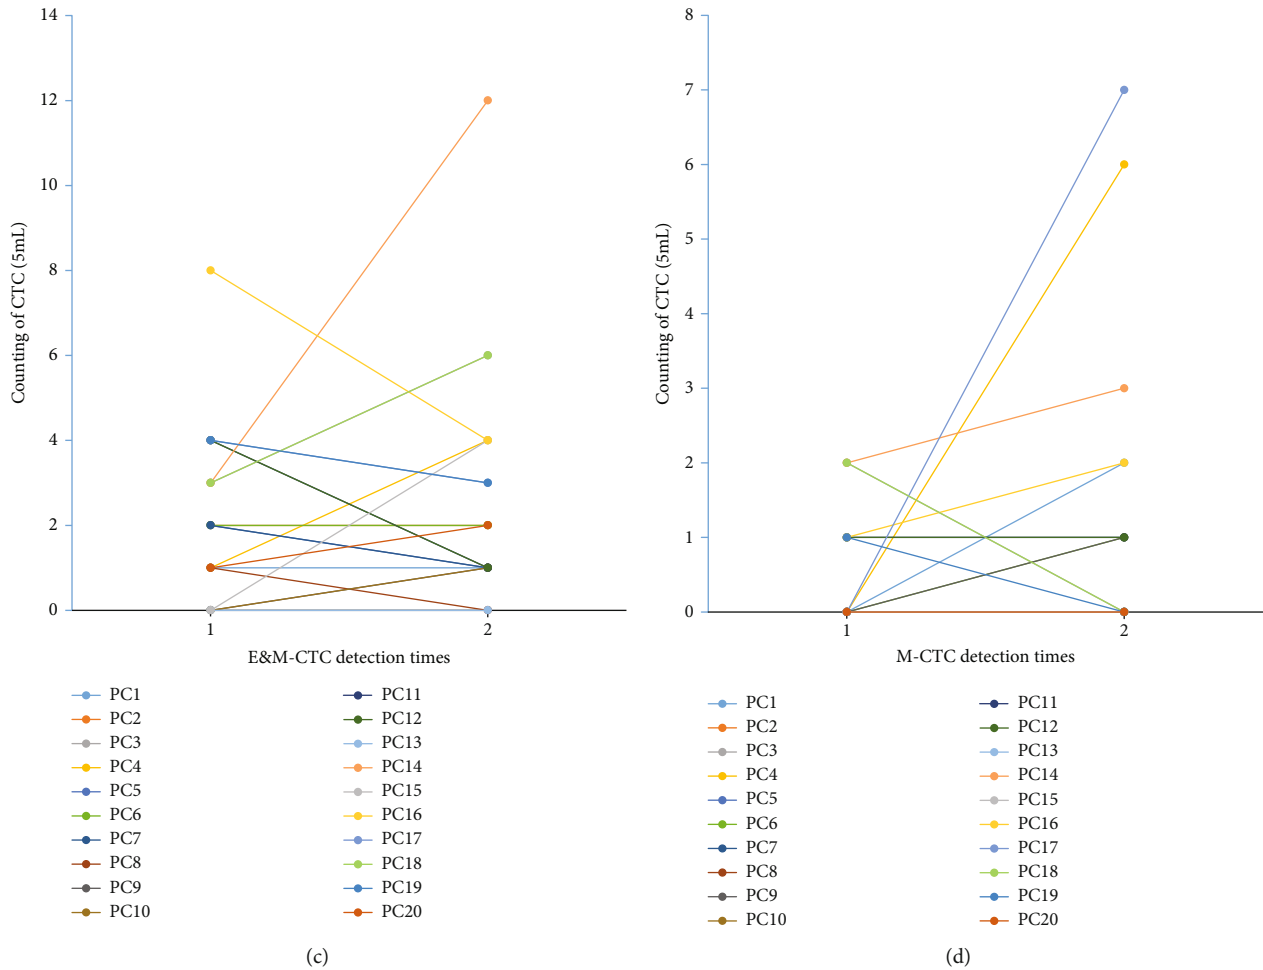 14
12
10
8
6
4
2
0
Counting of CTC (5mL)
1 2
E&M-CTC detection times
PC1 PC11
PC2 PC12
PC3 PC13
PC4 PC14
PC5 PC15
PC6 PC16
PC7 PC17
PC8 PC18
PC9 PC19
PC10 PC20
(c)
8
7
6
5
4
3
2
1
0
Counting of CTC (5mL)
1 2
M-CTC detection times
PC1 PC11
PC2 PC12
PC3 PC13
PC4 PC14
PC5 PC15
PC6 PC16
PC7 PC17
PC8 PC18
PC9 PC19
PC10 PC20
(d)